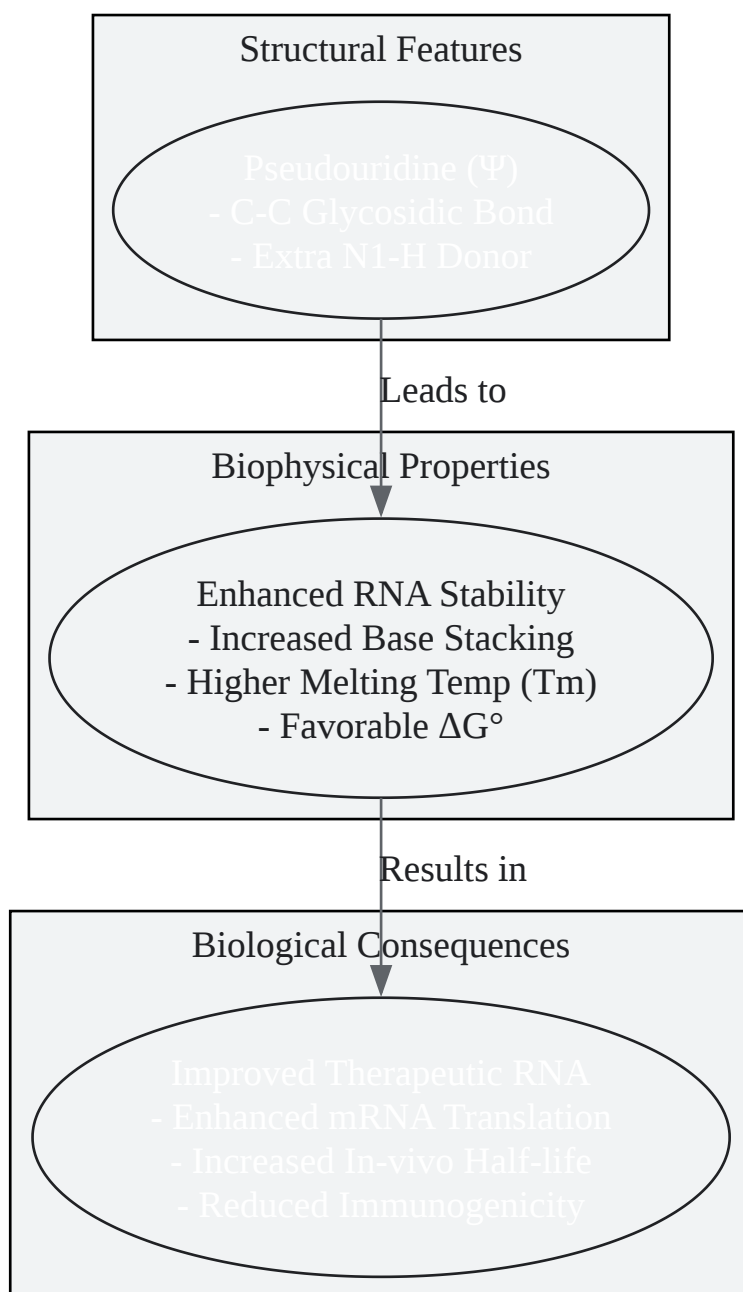 Structural Features
Pseudouridine (Ψ)
- C-C Glycosidic Bond
- Extra N1-H Donor
Leads to
Biophysical Properties
Enhanced RNA Stability
- Increased Base Stacking
- Higher Melting Temp (Tm)
- Favorable ΔG°
Results in
Biological Consequences
Improved Therapeutic RNA
- Enhanced mRNA Translation
- Increased In-vivo Half-life
- Reduced Immunogenicity